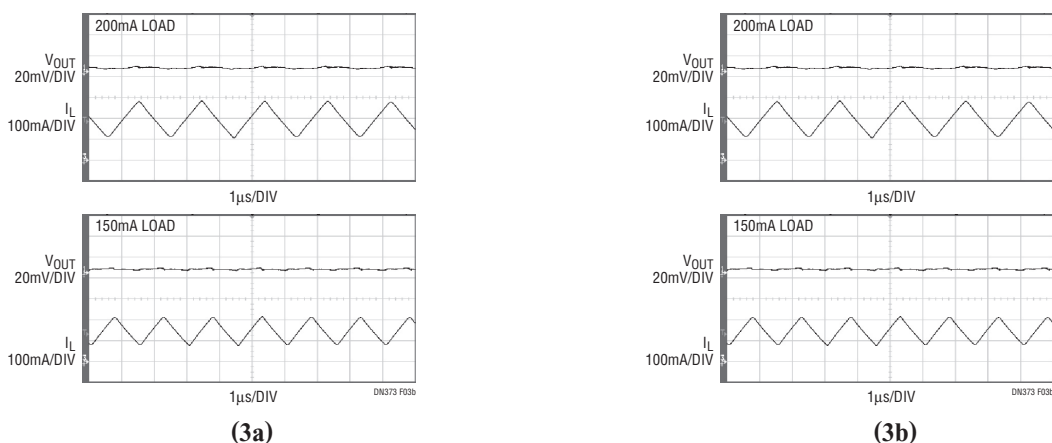 200mA LOAD
VOUT
20mV/DIV
IL
100mA/DIV
1µs/DIV
150mA LOAD
VOUT
20mV/DIV
IL
100mA/DIV
1µs/DIV
DN373 F03b
(3a)
200mA LOAD
VOUT
20mV/DIV
IL
100mA/DIV
1µs/DIV
150mA LOAD
VOUT
20mV/DIV
IL
100mA/DIV
1µs/DIV
DN373 F03b
(3b)